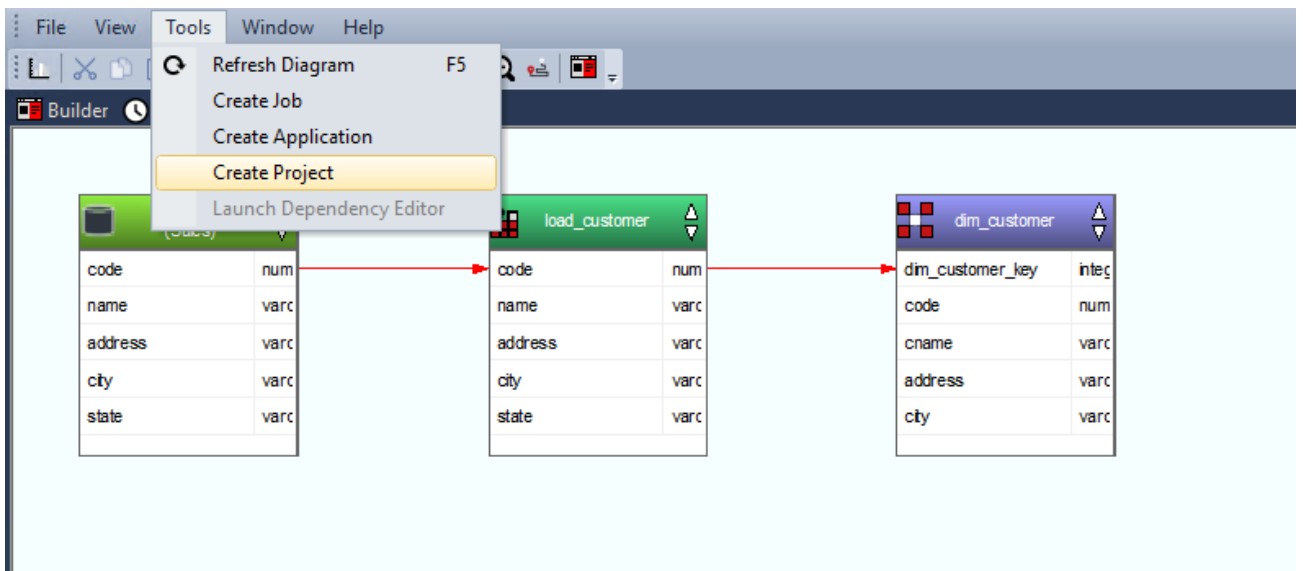 File View Tools Window Help
Refresh Diagram F5
Builder
Create Job
Create Application
Create Project
Launch Dependency Editor
(Sales)
load_customer
dim_customer
code num
name varc
address varc
city varc
state varc
code num
name varc
address varc
city varc
state varc
dim_customer_key integ
code num
cname varc
address varc
city varc